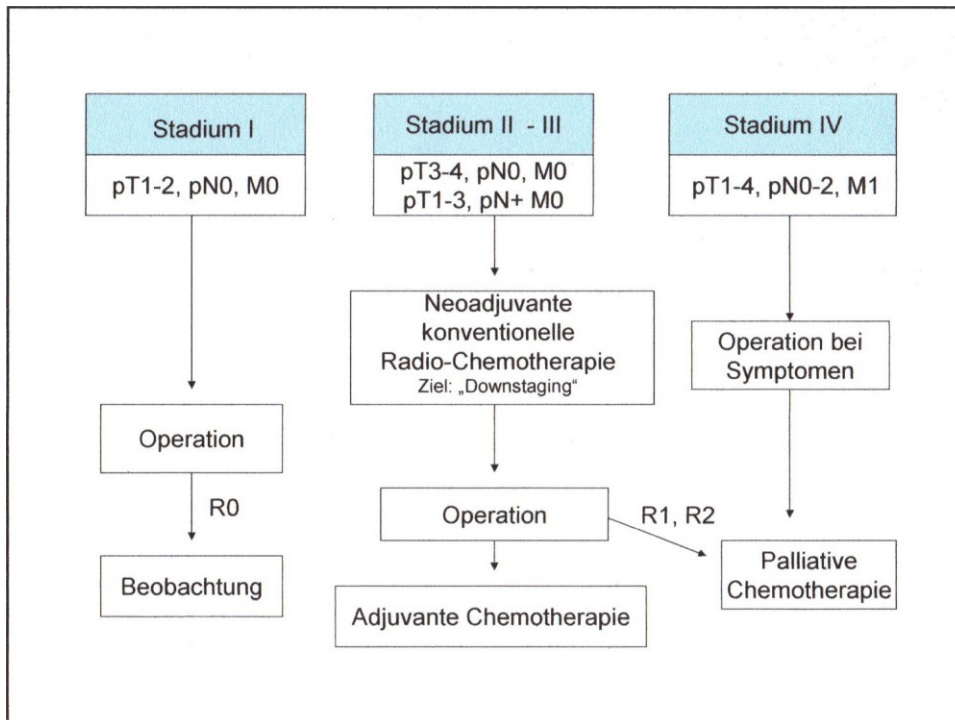 Stadium I
pT1-2, pN0, M0
Operation
R0
Beobachtung
Stadium II - III
pT3-4, pN0, M0
pT1-3, pN+ M0
Neoadjuvante
konventionelle
Radio-Chemotherapie
Ziel: „Downstaging“
Operation
R1, R2
Adjuvante Chemotherapie
Stadium IV
pT1-4, pN0-2, M1
Operation bei
Symptomen
Palliative
Chemotherapie